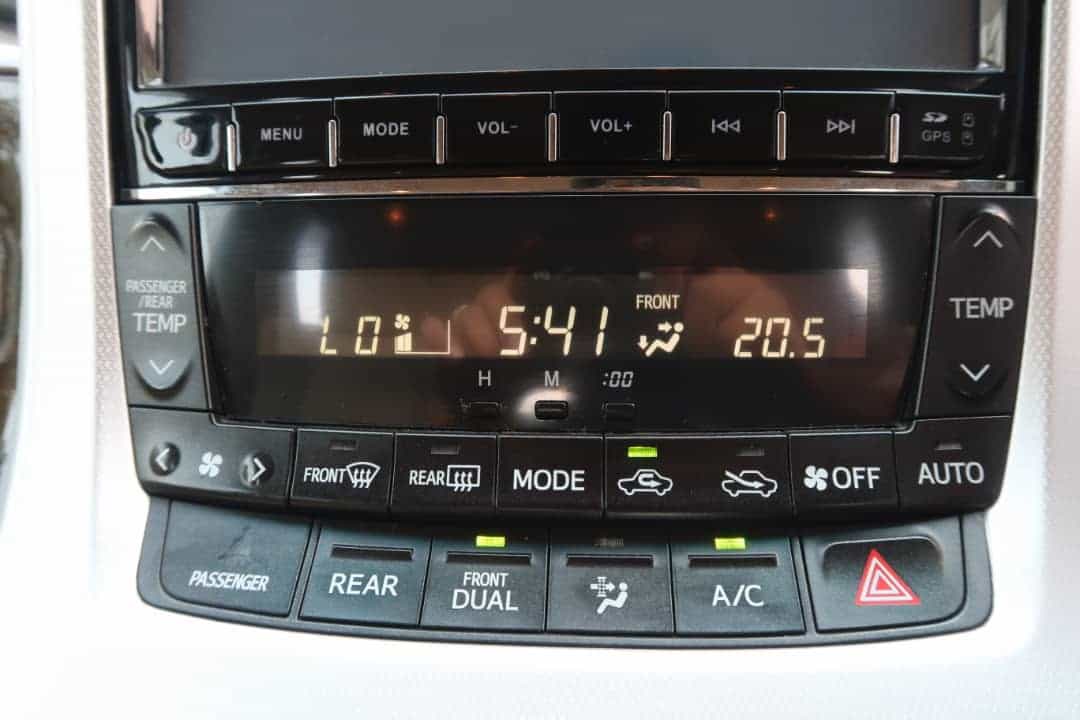 MENU MODE VOL- VOL+ SD GPS
PASSENGER
/REAR
TEMP
LO 5:41 FRONT 20.5
TEMP
H M :00
FRONT REAR MODE OFF AUTO
PASSENGER REAR FRONT DUAL A/C